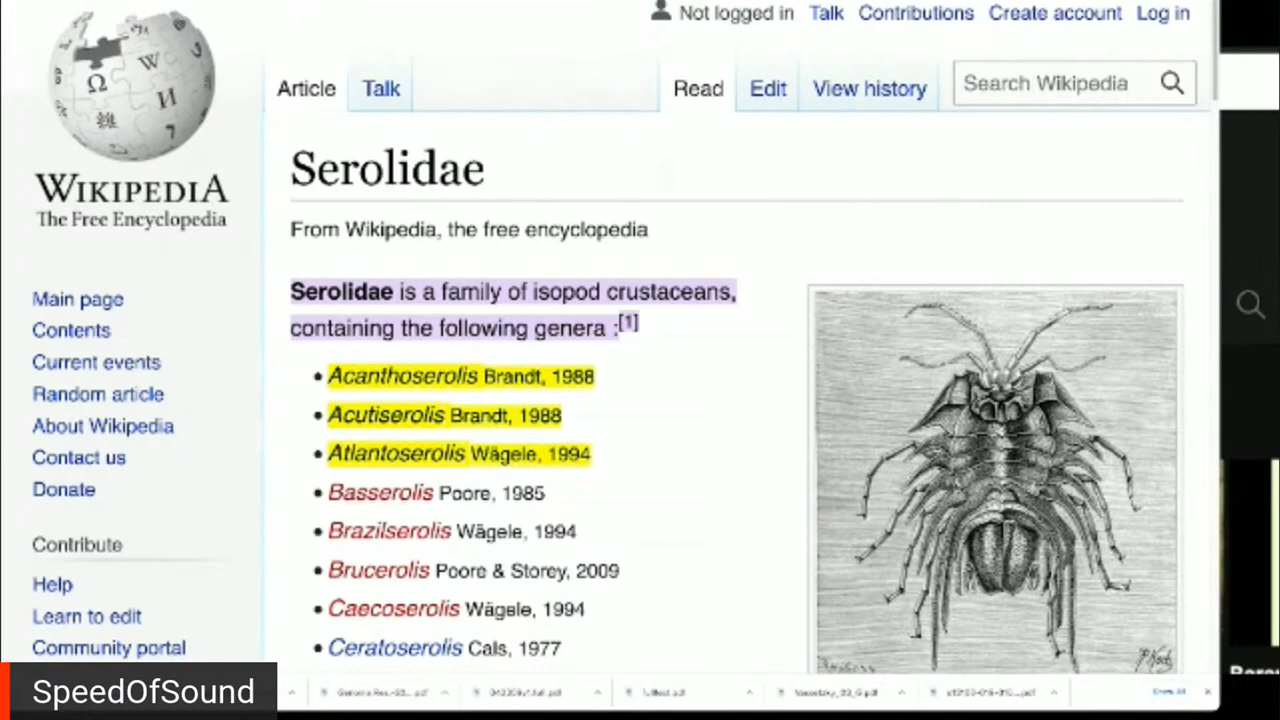 Not logged in Talk Contributions Create account Log in
Article Talk Read Edit View history Search Wikipedia
WIKIPEDIA
The Free Encyclopedia
Serolidae
From Wikipedia, the free encyclopedia
Serolidae is a family of isopod crustaceans,
containing the following genera :[1]
• Acanthoserolis Brandt, 1988
• Acutiserolis Brandt, 1988
• Atlantoserolis Wägele, 1994
• Basserolis Poore, 1985
• Brazilserolis Wägele, 1994
• Brucerolis Poore & Storey, 2009
• Caecoserolis Wägele, 1994
• Ceratoserolis Cals, 1977
Main page
Contents
Current events
Random article
About Wikipedia
Contact us
Donate
Contribute
Help
Learn to edit
Community portal
SpeedOfSound
Show All